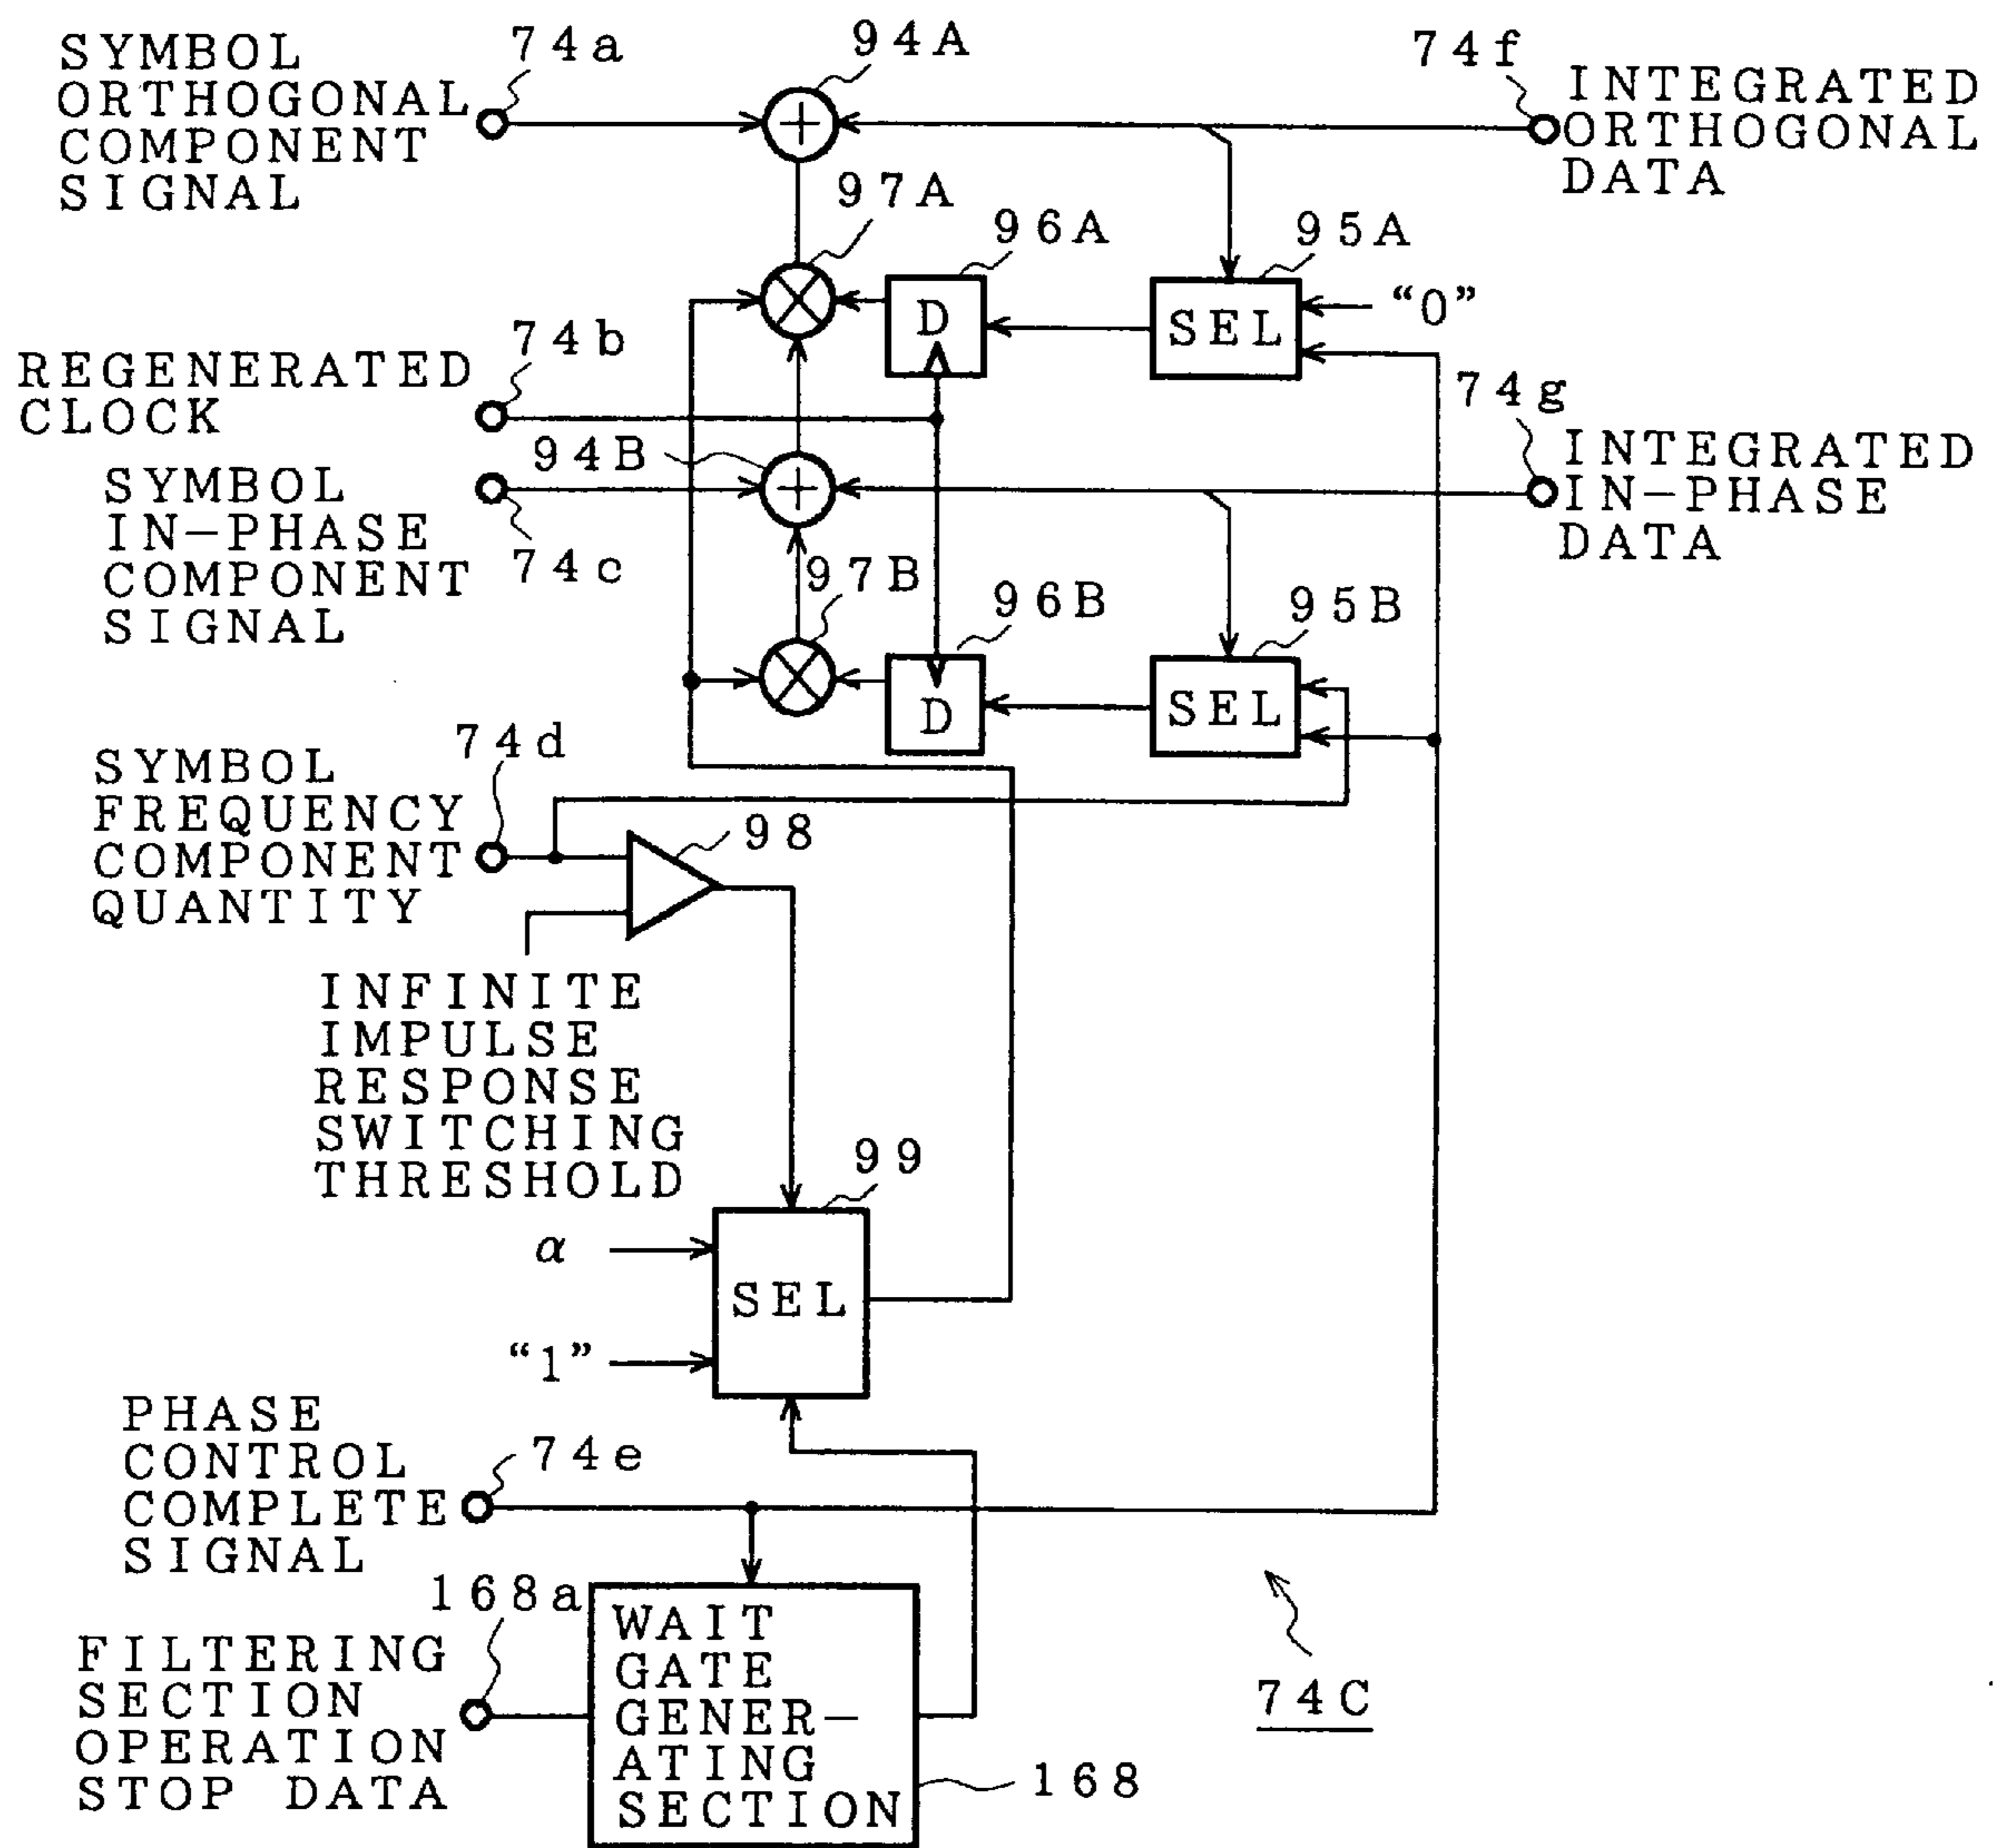 SYMBOL
ORTHOGONAL
COMPONENT
SIGNAL
74a
94A
74f
INTEGRATED
ORTHOGONAL
DATA
97A
96A
95A
D
SEL
“0”
REGENERATED
CLOCK
74b
74g
INTEGRATED
IN-PHASE
DATA
94B
SYMBOL
IN-PHASE
COMPONENT
SIGNAL
74c
97B
96B
95B
D
SEL
SYMBOL
FREQUENCY
COMPONENT
QUANTITY
74d
98
INFINITE
IMPULSE
RESPONSE
SWITCHING
THRESHOLD
99
α
SEL
“1”
PHASE
CONTROL
COMPLETE
SIGNAL
74e
168a
FILTERING
SECTION
OPERATION
STOP DATA
WAIT
GATE
GENER-
ATING
SECTION
168
74C